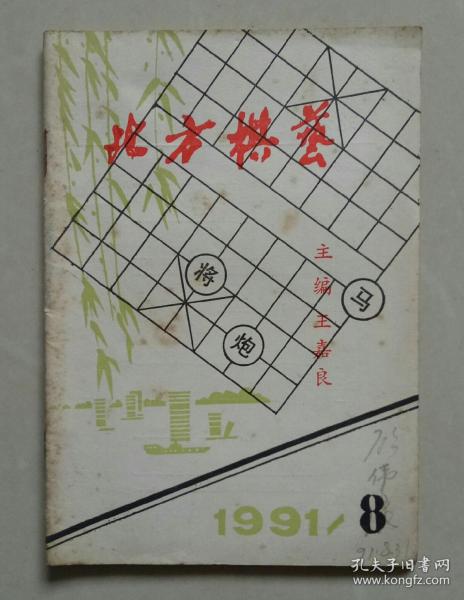 北方棋艺
主编王嘉良
将
马
炮
1991/8
孔夫子旧书网
www.kongfz.com